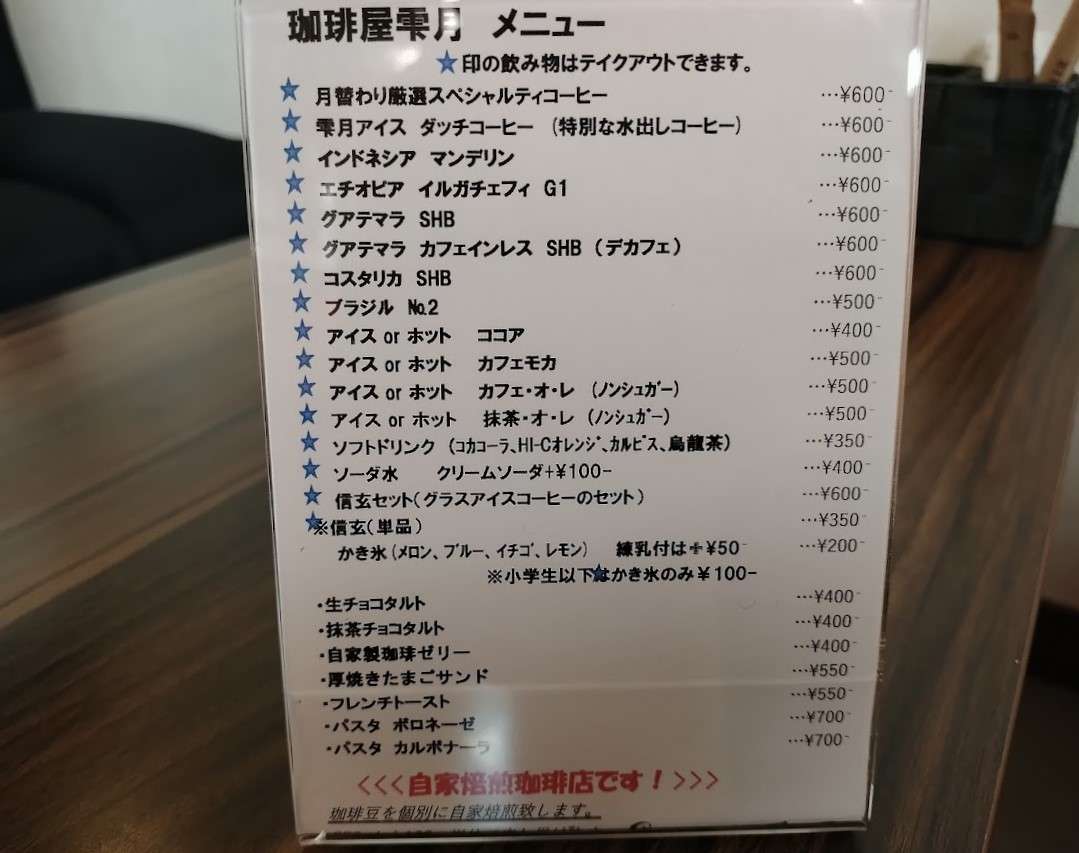 珈琲屋雫月 メニュー
★印の飲み物はテイクアウトできます。
★ 月替わり厳選スペシャルティコーヒー …¥600-
★ 雫月アイス ダッチコーヒー (特別な水出しコーヒー) …¥600-
★ インドネシア マンデリン …¥600-
★ エチオピア イルガチェフィ G1 …¥600-
★ グアテマラ SHB …¥600-
★ グアテマラ カフェインレス SHB (デカフェ) …¥600-
★ コスタリカ SHB …¥600-
★ ブラジル №2 …¥500-
★ アイス or ホット ココア …¥400-
★ アイス or ホット カフェモカ …¥500-
★ アイス or ホット カフェ・オ・レ (ノンシュガー) …¥500-
★ アイス or ホット 抹茶・オ・レ (ノンシュガー) …¥500-
★ ソフトドリンク (コカコーラ、HI-Cオレンジ、カルピス、烏龍茶) …¥350-
★ ソーダ水 クリームソーダ+¥100- …¥400-
★ 信玄セット(グラスアイスコーヒーのセット) …¥600-
★※信玄(単品) …¥350-
かき氷(メロン、ブルー、イチゴ、レモン) 練乳付は+¥50- …¥200-
※小学生以下★はかき氷のみ¥100-
・生チョコタルト …¥400-
・抹茶チョコタルト …¥400-
・自家製珈琲ゼリー …¥400-
・厚焼きたまごサンド …¥550-
・フレンチトースト …¥550-
・パスタ ボロネーゼ …¥700-
・パスタ カルボナーラ …¥700-
<<<自家焙煎珈琲店です！>>>
珈琲豆を個別に自家焙煎致します。